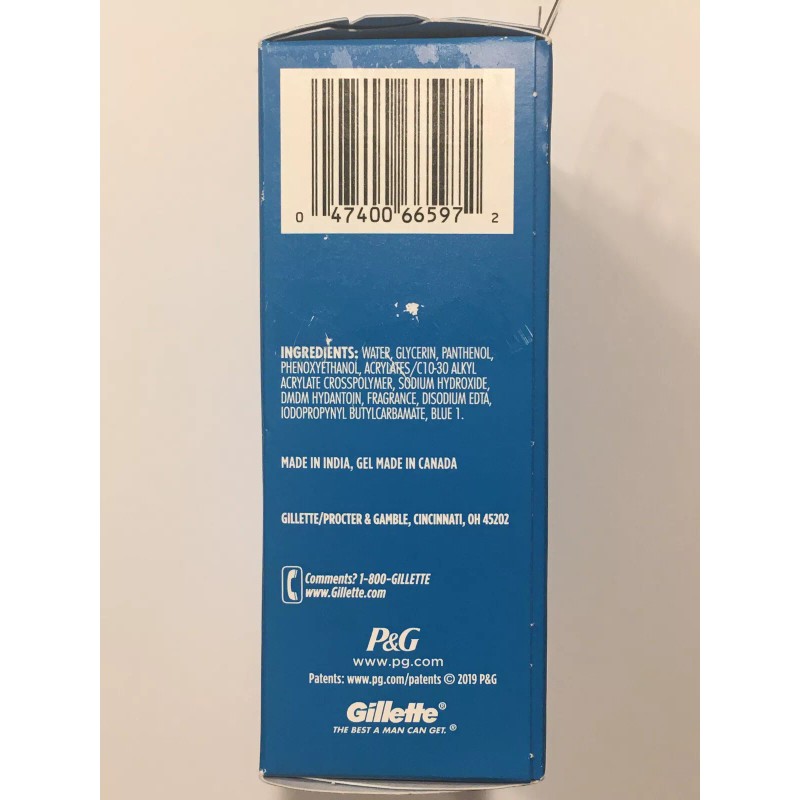 0 47400 66597 2
INGREDIENTS: WATER, GLYCERIN, PANTHENOL,
PHENOXYETHANOL, ACRYLATES/C10-30 ALKYL
ACRYLATE CROSSPOLYMER, SODIUM HYDROXIDE,
DMDM HYDANTOIN, FRAGRANCE, DISODIUM EDTA,
IODOPROPYNYL BUTYLCARBAMATE, BLUE 1.
MADE IN INDIA, GEL MADE IN CANADA
GILLETTE/PROCTER & GAMBLE, CINCINNATI, OH 45202
Comments? 1-800-GILLETTE
www.Gillette.com
P&G
www.pg.com
Patents: www.pg.com/patents © 2019 P&G
Gillette®
THE BEST A MAN CAN GET.®